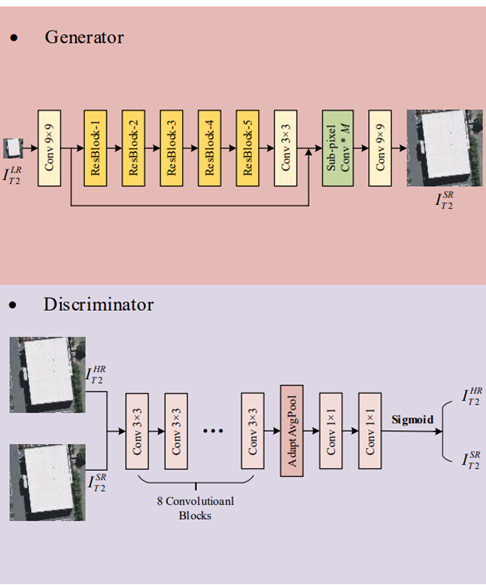 • Generator
I_{T2}^{LR}
Conv 9×9
ResBlock-1
ResBlock-2
ResBlock-3
ResBlock-4
ResBlock-5
Conv 3×3
Sub-pixel
Conv * M
Conv 9×9
I_{T2}^{SR}
• Discriminator
I_{T2}^{HR}
I_{T2}^{SR}
Conv 3×3
Conv 3×3
•••
Conv 3×3
AdaptAvgPool
Conv 1×1
Conv 1×1
Sigmoid
I_{T2}^{HR}
I_{T2}^{SR}
8 Convolutioanl
Blocks